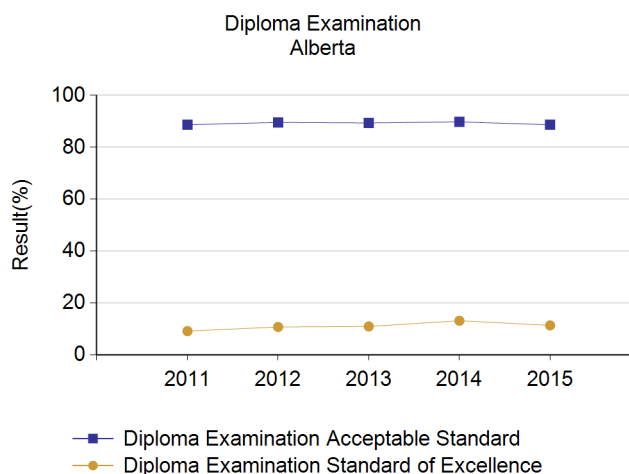 Diploma Examination
Alberta
100
80
60
40
20
0
Result(%)
2011 2012 2013 2014 2015
Diploma Examination Acceptable Standard
Diploma Examination Standard of Excellence